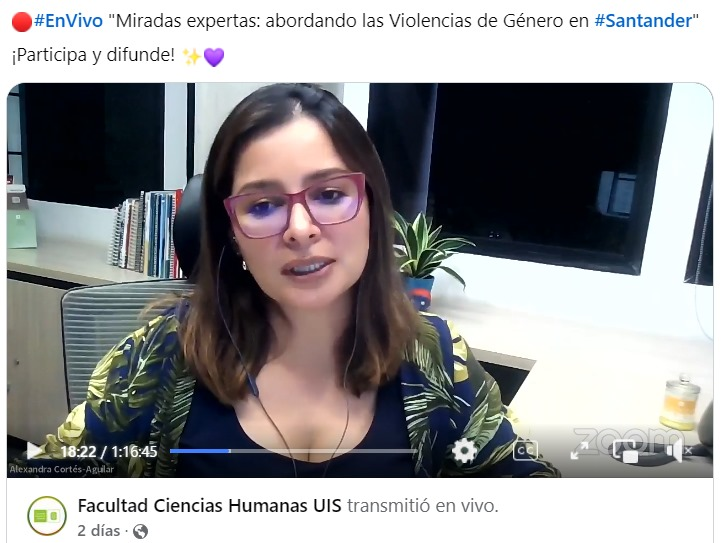 🔴#EnVivo "Miradas expertas: abordando las Violencias de Género en #Santander"
¡Participa y difunde! ✨💜
18:22 / 1:16:45
CC
zoom
Alexandra Cortés-Aguilar
Facultad Ciencias Humanas UIS transmitió en vivo.
2 días ·